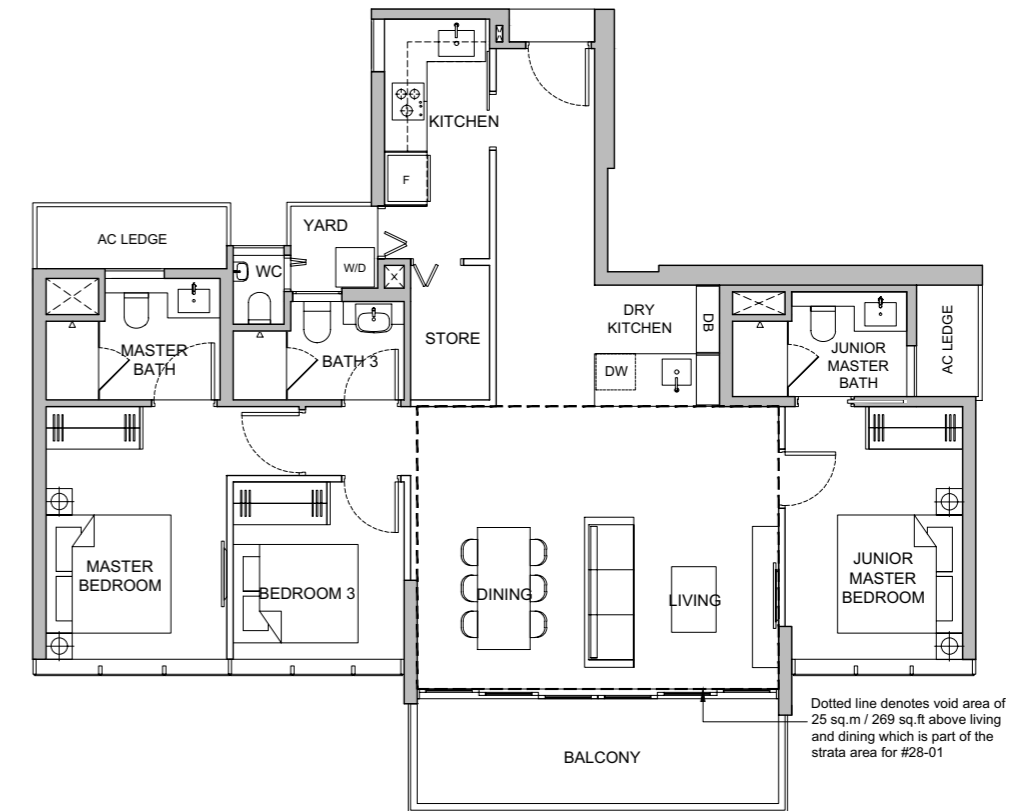 KITCHEN
F
YARD
AC LEDGE
WC
W/D
STORE
DRY
KITCHEN
DB
DW
MASTER
BATH
BATH 3
JUNIOR
MASTER
BATH
AC LEDGE
MASTER
BEDROOM
BEDROOM 3
DINING
LIVING
JUNIOR
MASTER
BEDROOM
BALCONY
Dotted line denotes void area of
25 sq.m / 269 sq.ft above living
and dining which is part of the
strata area for #28-01